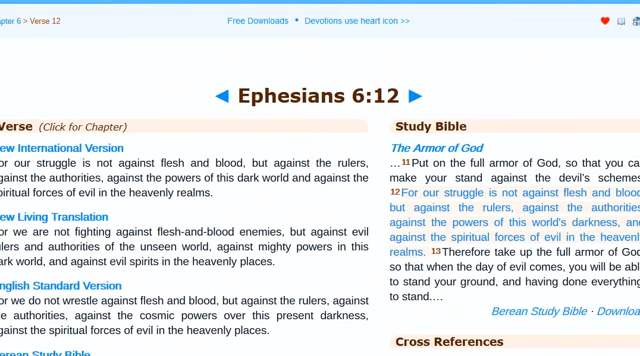 apter 6 > Verse 12
Free Downloads • Devotions use heart icon >>
◄ Ephesians 6:12 ►
Verse (Click for Chapter)
ew International Version
or our struggle is not against flesh and blood, but against the rulers,
gainst the authorities, against the powers of this dark world and against the
piritual forces of evil in the heavenly realms.
ew Living Translation
or we are not fighting against flesh-and-blood enemies, but against evil
ulers and authorities of the unseen world, against mighty powers in this
ark world, and against evil spirits in the heavenly places.
nglish Standard Version
or we do not wrestle against flesh and blood, but against the rulers, against
e authorities, against the cosmic powers over this present darkness,
gainst the spiritual forces of evil in the heavenly places.
erean Study Bible
Study Bible
The Armor of God
…11Put on the full armor of God, so that you ca
make your stand against the devil’s schemes
12For our struggle is not against flesh and blood
but against the rulers, against the authorities
against the powers of this world’s darkness, and
against the spiritual forces of evil in the heavenl
realms. 13Therefore take up the full armor of God
so that when the day of evil comes, you will be abl
to stand your ground, and having done everything
to stand.…
Berean Study Bible · Downloa
Cross References